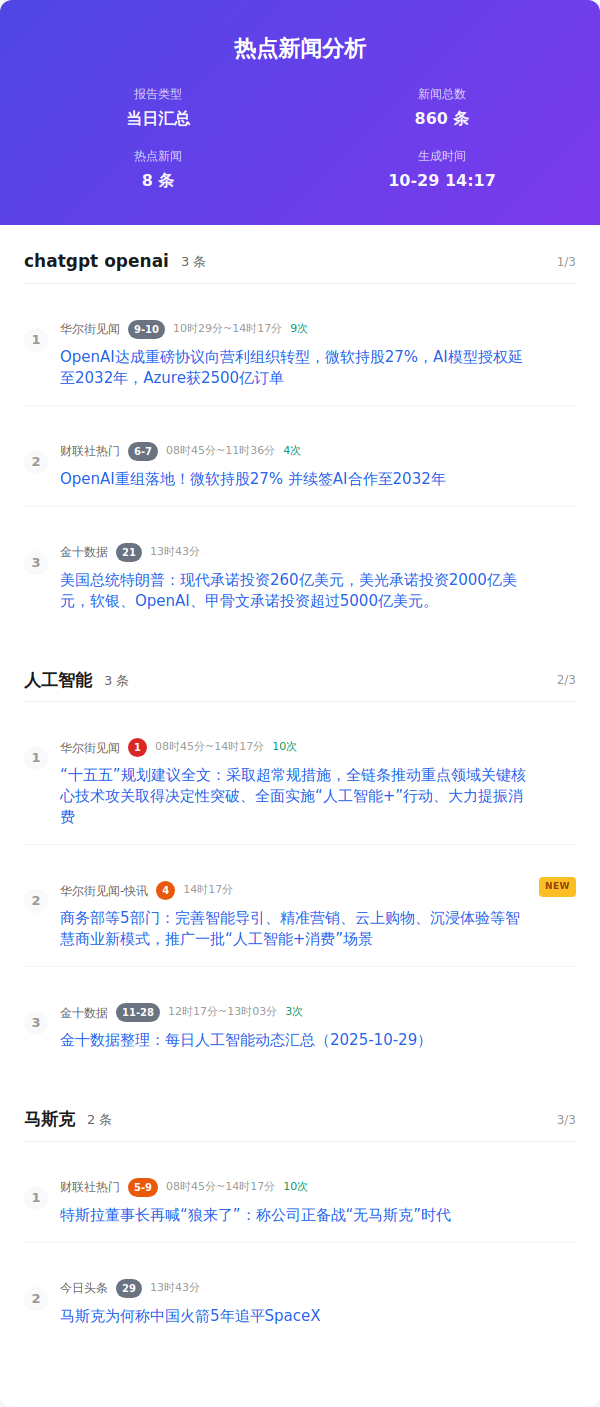 热点新闻分析
报告类型
当日汇总
新闻总数
860 条
热点新闻
8 条
生成时间
10-29 14:17
chatgpt openai 3 条 1/3
1
华尔街见闻 9-10 10时29分~14时17分 9次
OpenAI达成重磅协议向营利组织转型，微软持股27%，AI模型授权延
至2032年，Azure获2500亿订单
2
财联社热门 6-7 08时45分~11时36分 4次
OpenAI重组落地！微软持股27% 并续签AI合作至2032年
3
金十数据 21 13时43分
美国总统特朗普：现代承诺投资260亿美元，美光承诺投资2000亿美
元，软银、OpenAI、甲骨文承诺投资超过5000亿美元。
人工智能 3 条 2/3
1
华尔街见闻 1 08时45分~14时17分 10次
“十五五”规划建议全文：采取超常规措施，全链条推动重点领域关键核
心技术攻关取得决定性突破、全面实施“人工智能+”行动、大力提振消
费
2
华尔街见闻-快讯 4 14时17分 NEW
商务部等5部门：完善智能导引、精准营销、云上购物、沉浸体验等智
慧商业新模式，推广一批“人工智能+消费”场景
3
金十数据 11-28 12时17分~13时03分 3次
金十数据整理：每日人工智能动态汇总（2025-10-29）
马斯克 2 条 3/3
1
财联社热门 5-9 08时45分~14时17分 10次
特斯拉董事长再喊“狼来了”：称公司正备战“无马斯克”时代
2
今日头条 29 13时43分
马斯克为何称中国火箭5年追平SpaceX